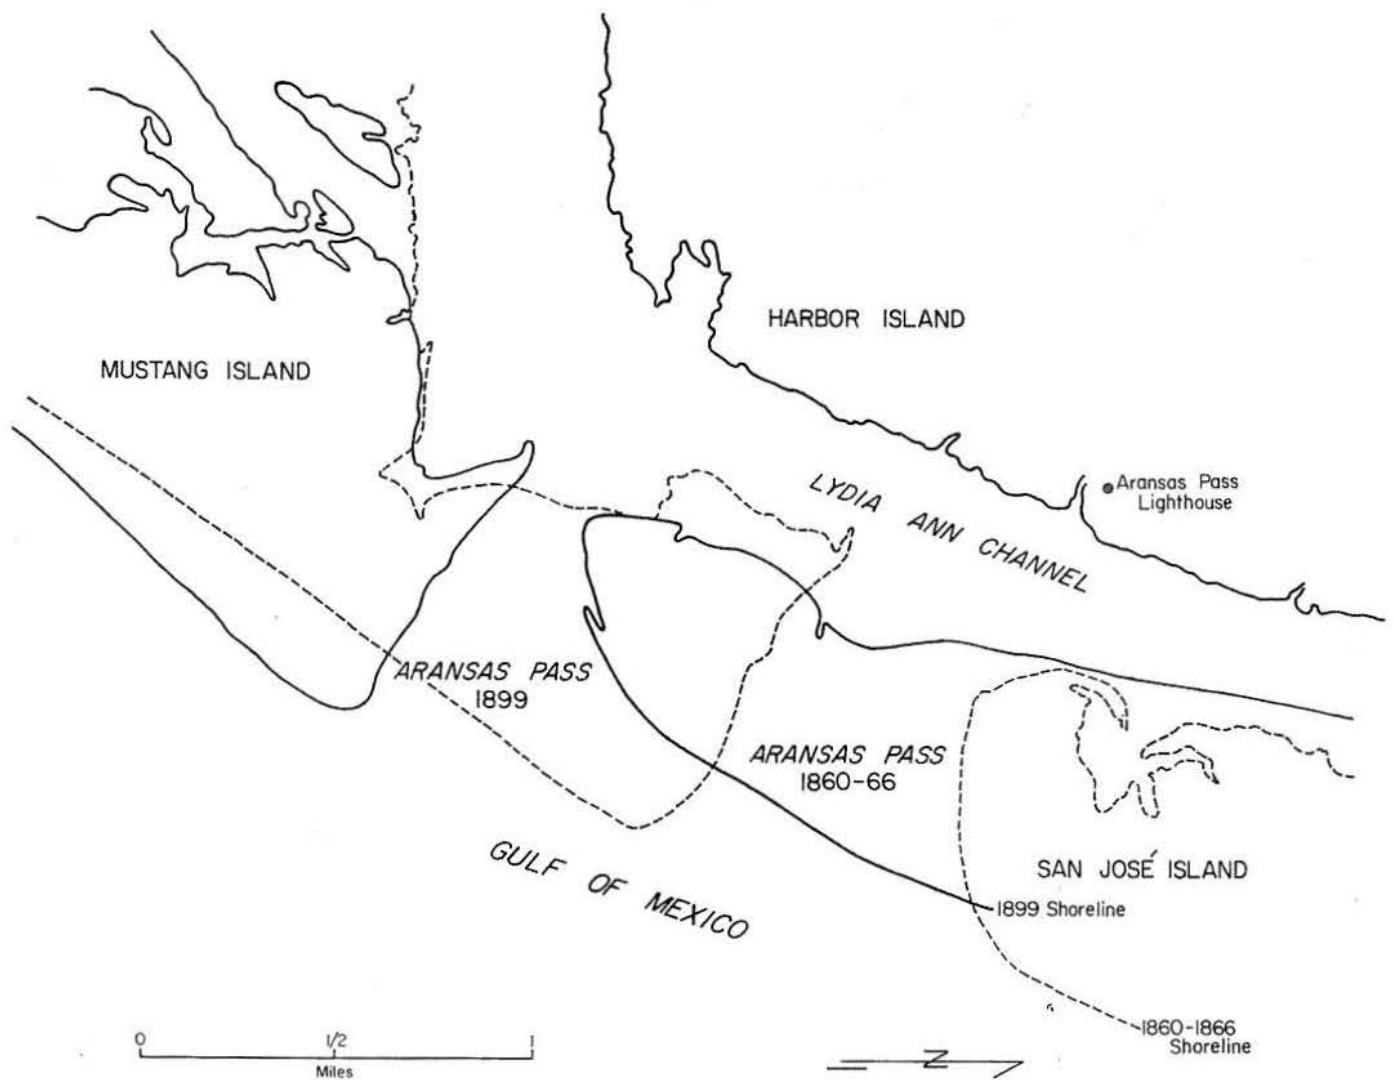 HARBOR ISLAND
MUSTANG ISLAND
Aransas Pass
Lighthouse
LYDIA ANN CHANNEL
ARANSAS PASS
1899
ARANSAS PASS
1860-66
GULF OF MEXICO
SAN JOSÉ ISLAND
1899 Shoreline
1860-1866
Shoreline
0 1/2 1
Miles
N